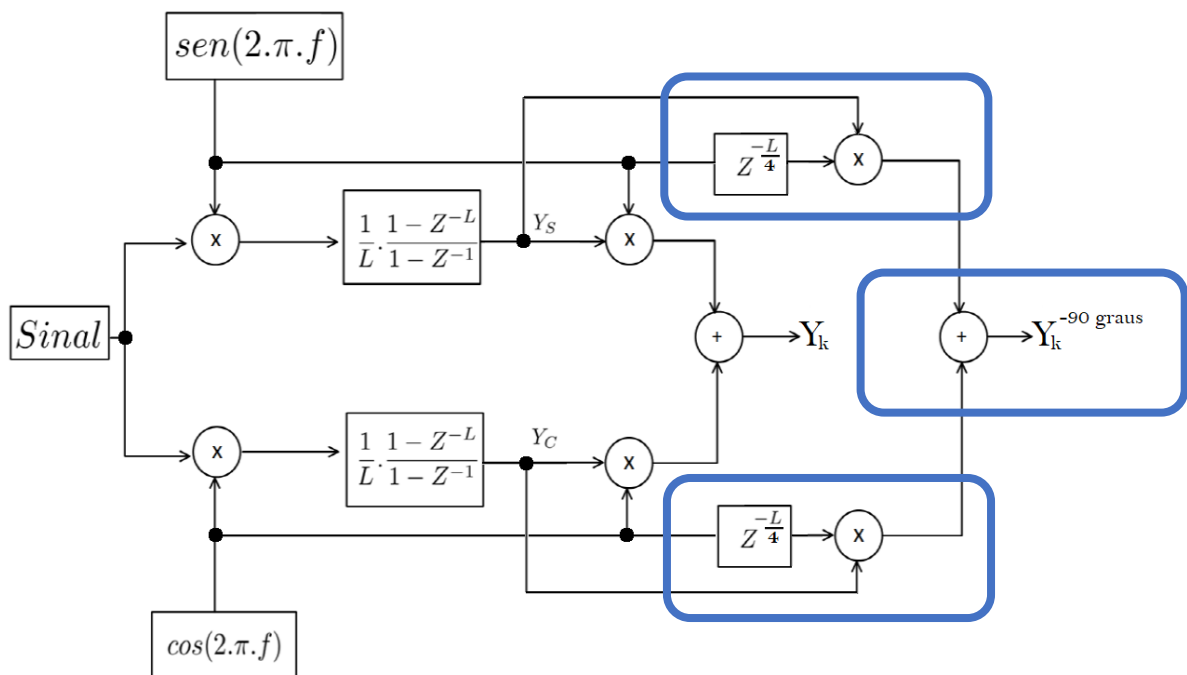 sen(2.π.f)
Z^{-L/4}
x
x
1/L . 1 − Z^{−L} / 1 − Z^{−1}
Y_S
x
Sinal
+
Y_k
+
Y_k^{-90 graus}
x
1/L . 1 − Z^{−L} / 1 − Z^{−1}
Y_C
x
Z^{-L/4}
x
cos(2.π.f)